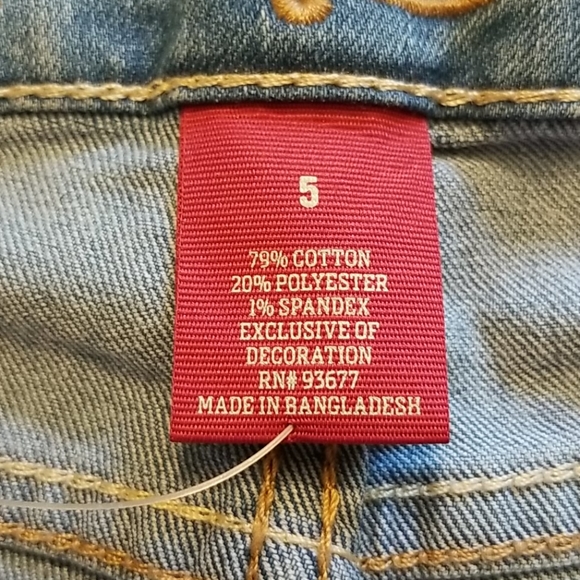 5
79% COTTON
20% POLYESTER
1% SPANDEX
EXCLUSIVE OF
DECORATION
RN# 93677
MADE IN BANGLADESH